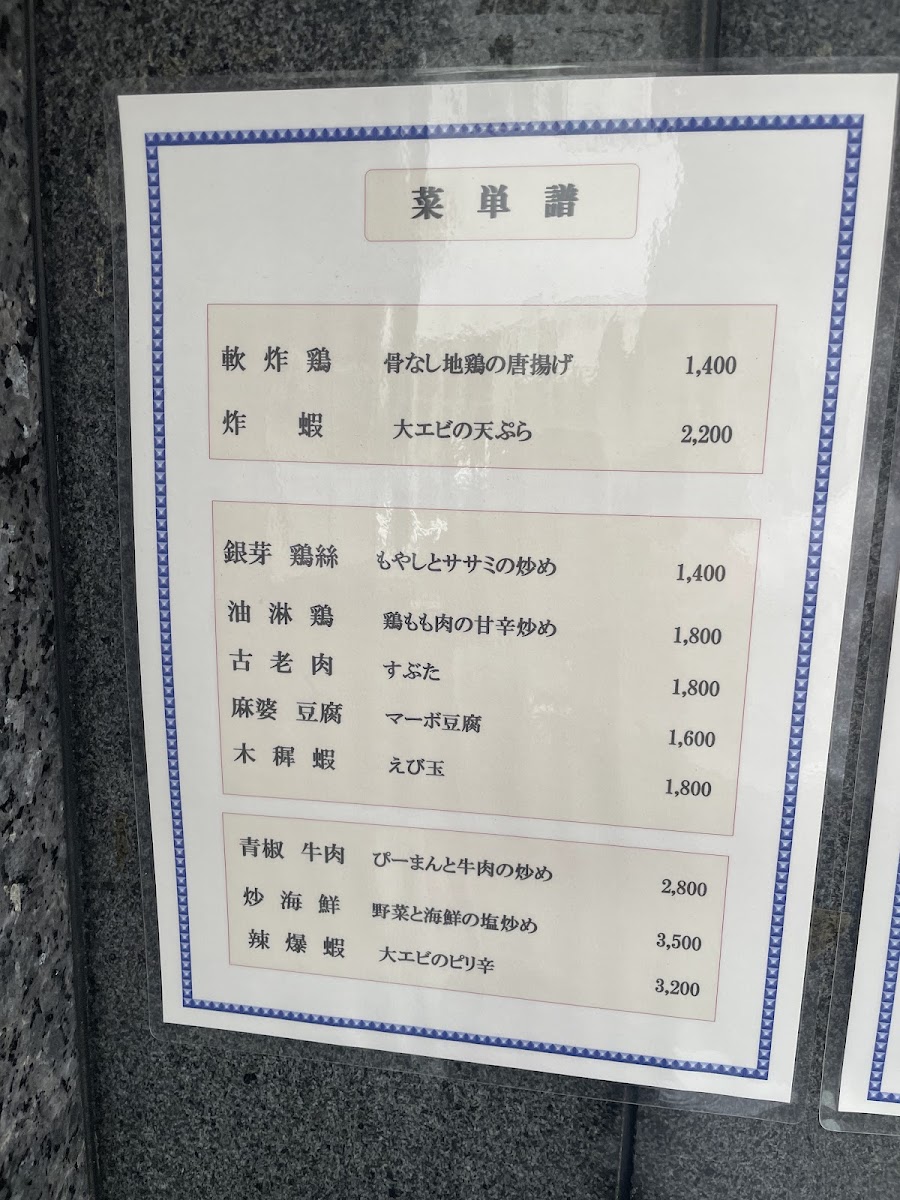 菜単譜
軟炸鶏 骨なし地鶏の唐揚げ 1,400
炸蝦 大エビの天ぷら 2,200
銀芽鶏絲 もやしとササミの炒め 1,400
油淋鶏 鶏もも肉の甘辛炒め 1,800
古老肉 すぶた 1,800
麻婆豆腐 マーボ豆腐 1,600
木樨蝦 えび玉 1,800
青椒牛肉 ぴーまんと牛肉の炒め 2,800
炒海鮮 野菜と海鮮の塩炒め 3,500
辣爆蝦 大エビのピリ辛 3,200